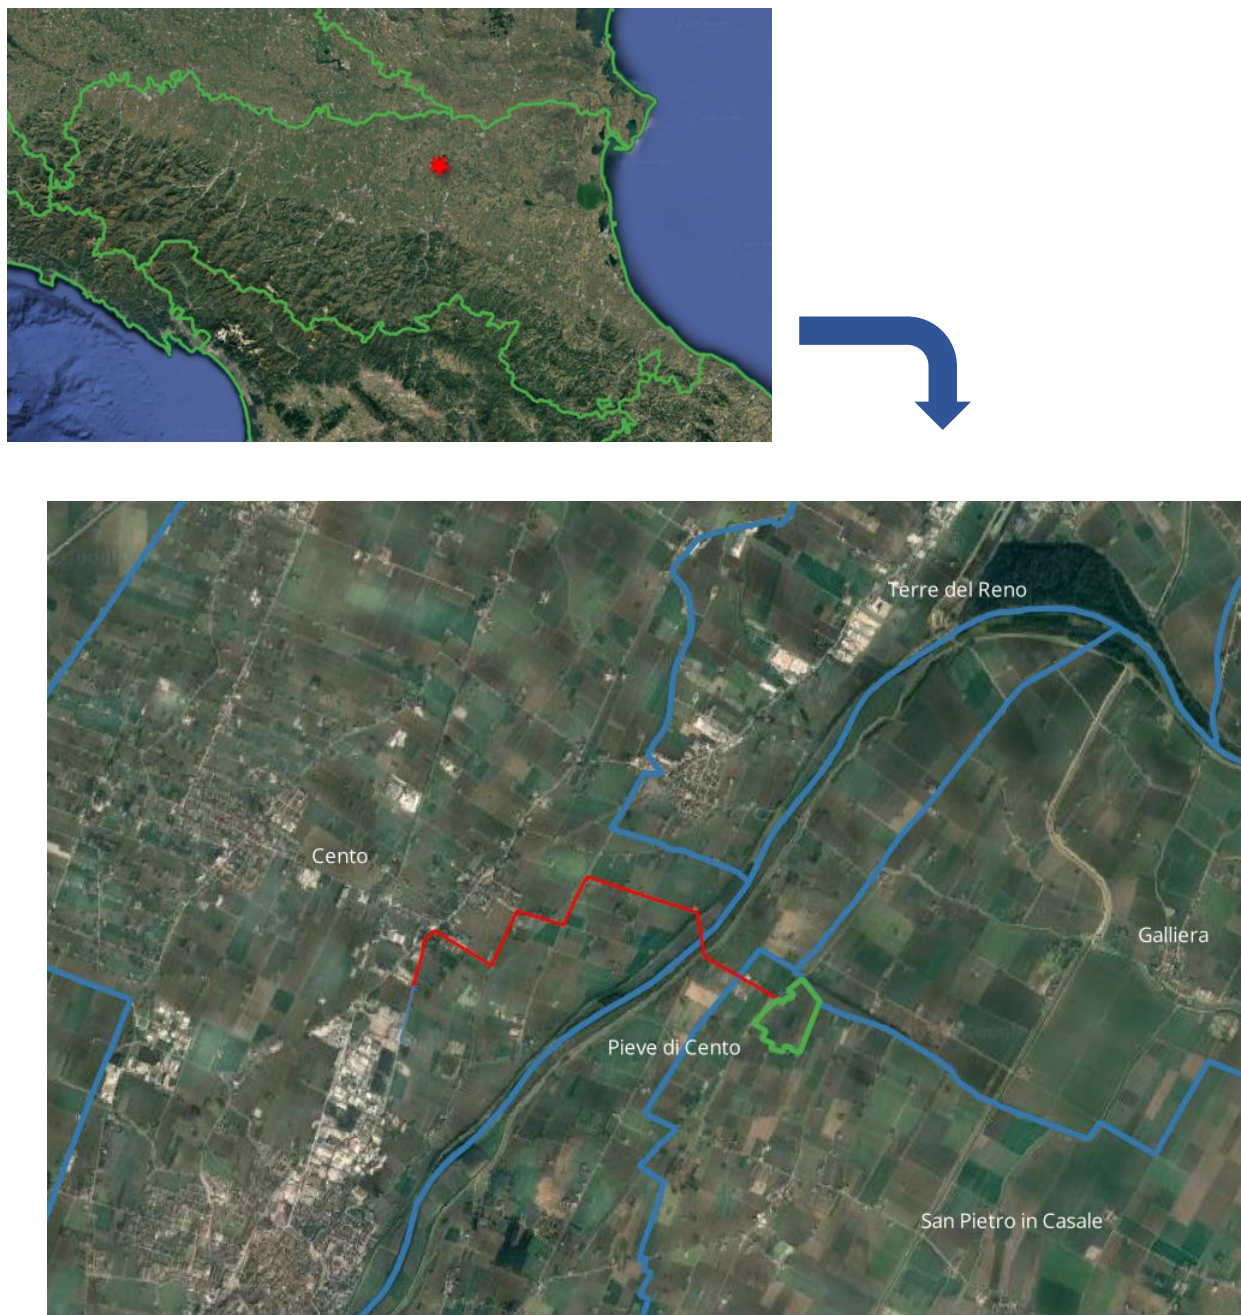 Terre del Reno
Cento
Galliera
Pieve di Cento
San Pietro in Casale